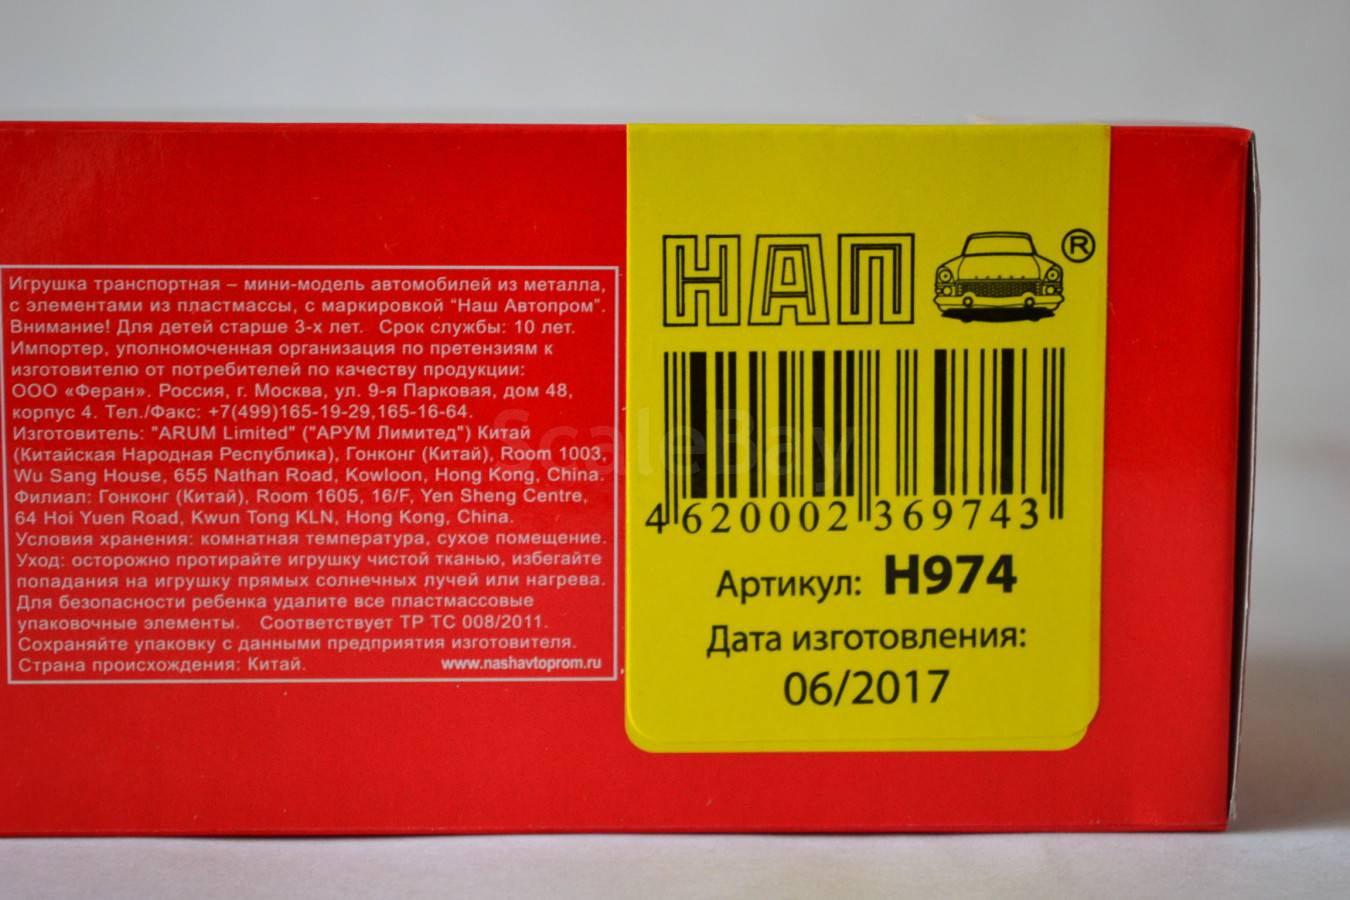 Игрушка транспортная – мини-модель автомобилей из металла,
с элементами из пластмассы, с маркировкой "Наш Автопром".
Внимание! Для детей старше 3-х лет. Срок службы: 10 лет.
Импортер, уполномоченная организация по претензиям к
изготовителю от потребителей по качеству продукции:
ООО «Феран». Россия, г. Москва, ул. 9-я Парковая, дом 48,
корпус 4. Тел./Факс: +7(499)165-19-29,165-16-64.
Изготовитель: "ARUM Limited" ("АРУМ Лимитед") Китай
(Китайская Народная Республика), Гонконг (Китай), Room 1003,
Wu Sang House, 655 Nathan Road, Kowloon, Hong Kong, China.
Филиал: Гонконг (Китай), Room 1605, 16/F, Yen Sheng Centre,
64 Hoi Yuen Road, Kwun Tong KLN, Hong Kong, China.
Условия хранения: комнатная температура, сухое помещение.
Уход: осторожно протирайте игрушку чистой тканью, избегайте
попадания на игрушку прямых солнечных лучей или нагрева.
Для безопасности ребенка удалите все пластмассовые
упаковочные элементы. Соответствует ТР ТС 008/2011.
Сохраняйте упаковку с данными предприятия изготовителя.
Страна происхождения: Китай. www.nashavtoprom.ru
НАП ®
4 620002 369743
Артикул: Н974
Дата изготовления:
06/2017
ScaleBay